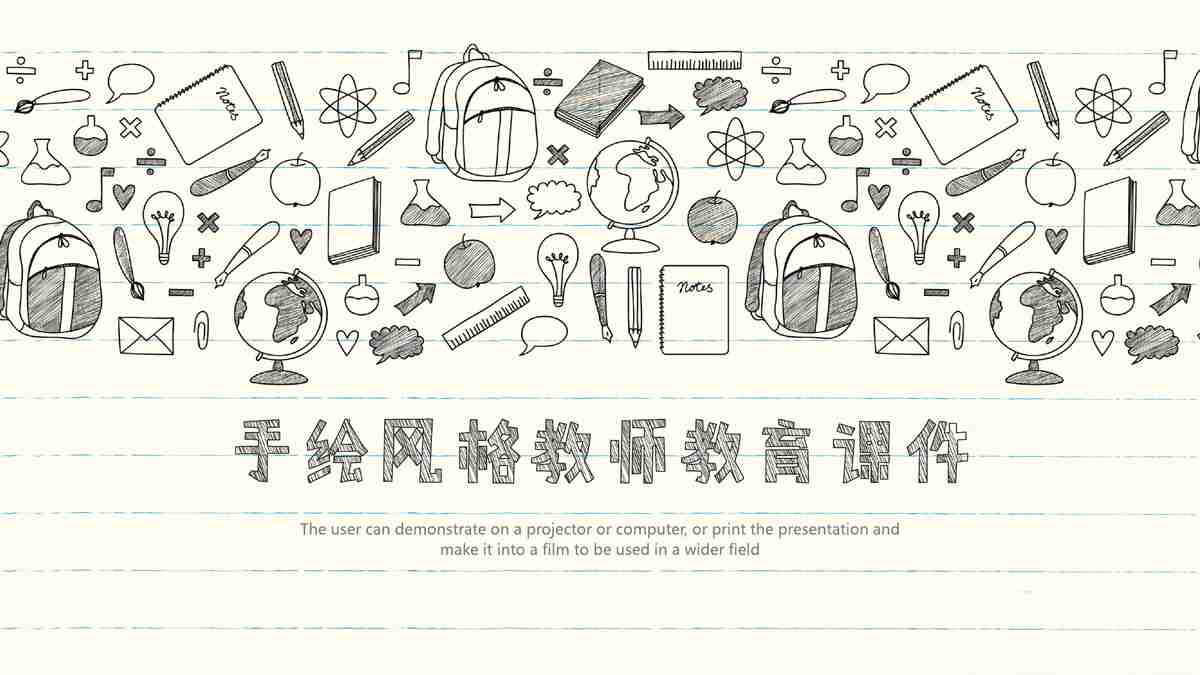 Notes
Notes
Notes
手绘风格教师教育课件
The user can demonstrate on a projector or computer, or print the presentation and
make it into a film to be used in a wider field